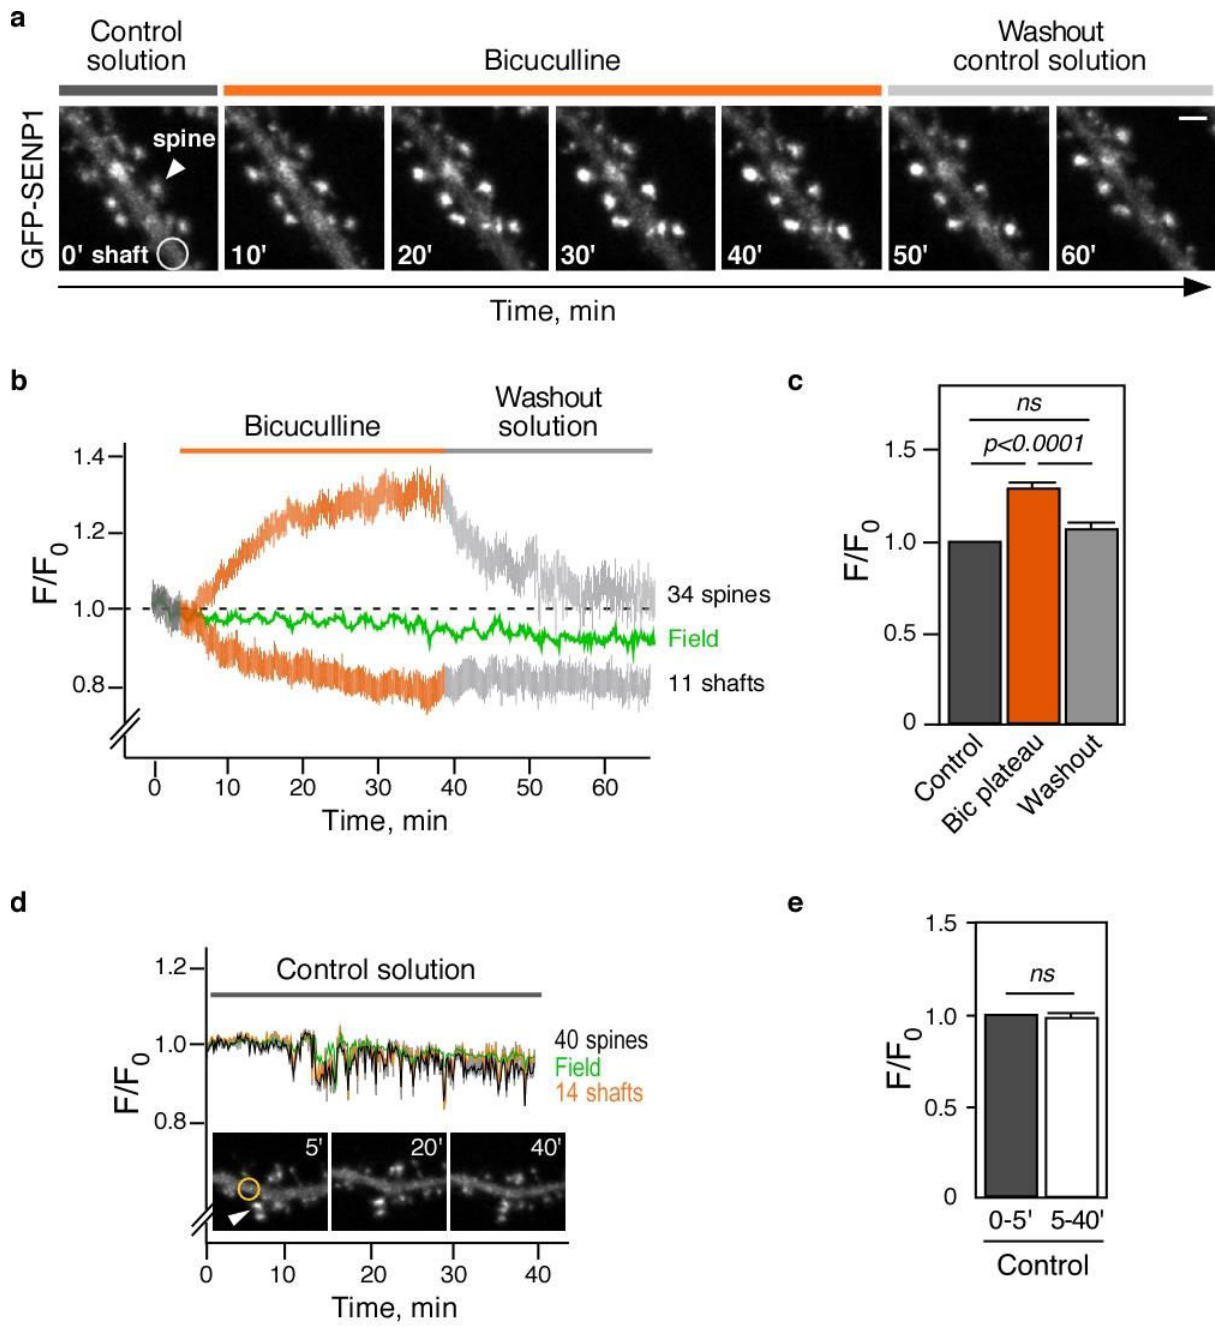 a
Control
solution
Bicuculline
Washout
control solution
GFP-SENP1
spine
0' shaft
10'
20'
30'
40'
50'
60'
Time, min
b
Bicuculline
Washout
solution
1.4
1.2
1.0
0.8
F/F0
34 spines
Field
11 shafts
0 10 20 30 40 50 60
Time, min
c
ns
p<0.0001
1.5
1.0
0.5
0
F/F0
Control
Bic plateau
Washout
d
Control solution
1.2
1.0
0.8
F/F0
40 spines
Field
14 shafts
5'
20'
40'
0 10 20 30 40
Time, min
e
1.5
1.0
0.5
0
F/F0
ns
0-5' 5-40'
Control